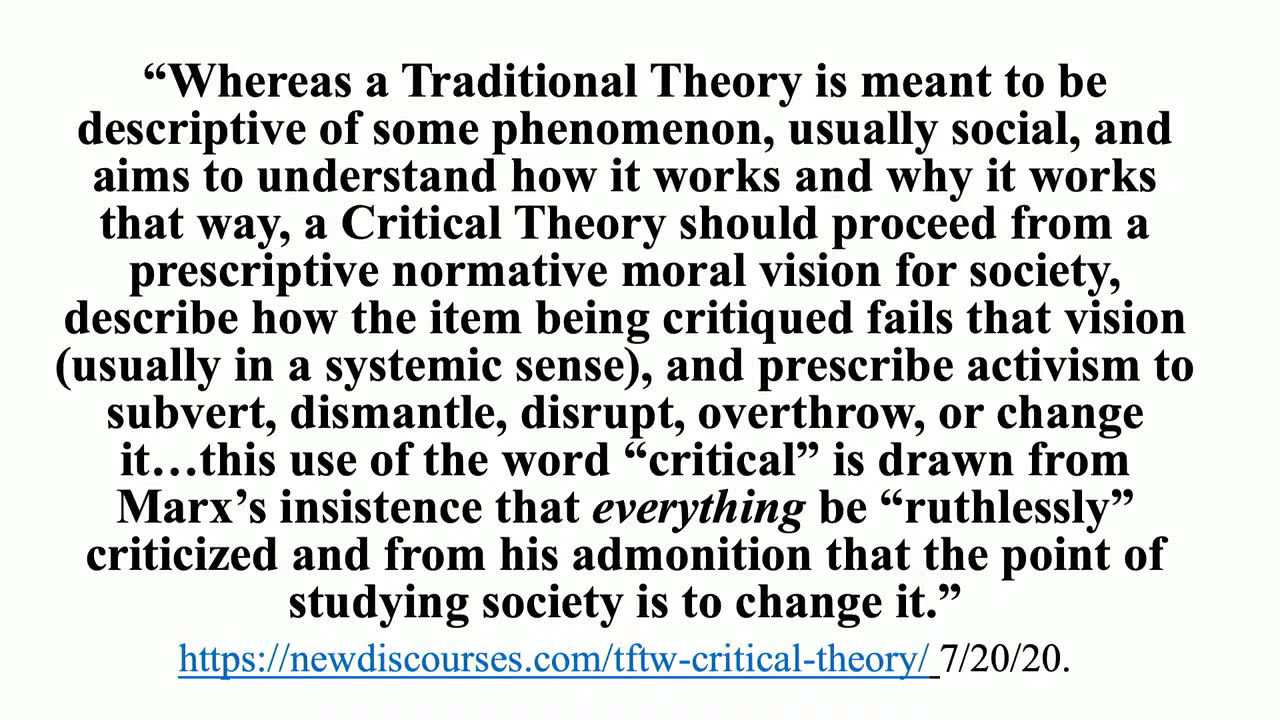 “Whereas a Traditional Theory is meant to be
descriptive of some phenomenon, usually social, and
aims to understand how it works and why it works
that way, a Critical Theory should proceed from a
prescriptive normative moral vision for society,
describe how the item being critiqued fails that vision
(usually in a systemic sense), and prescribe activism to
subvert, dismantle, disrupt, overthrow, or change
it…this use of the word “critical” is drawn from
Marx’s insistence that everything be “ruthlessly”
criticized and from his admonition that the point of
studying society is to change it.”
https://newdiscourses.com/tftw-critical-theory/ 7/20/20.